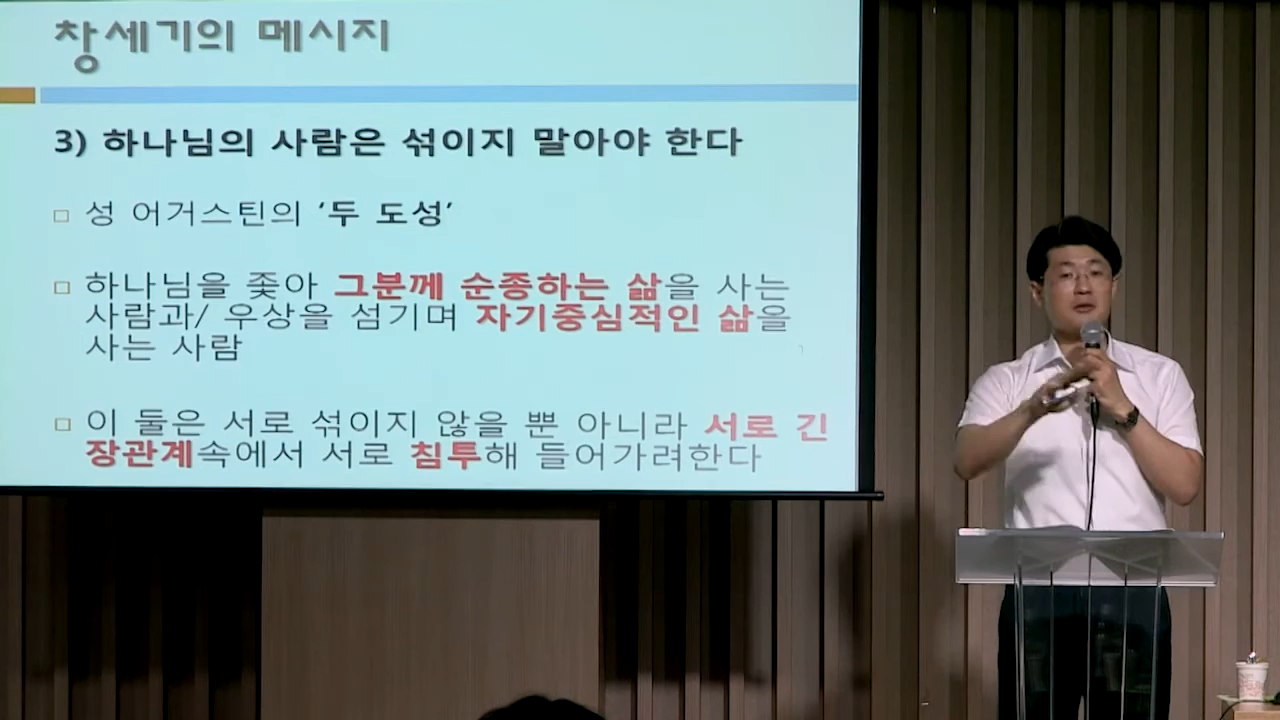 창세기의 메시지
3) 하나님의 사람은 섞이지 말아야 한다
□ 성 어거스틴의 ‘두 도성’
□ 하나님을 좇아 그분께 순종하는 삶을 사는
사람과/ 우상을 섬기며 자기중심적인 삶을
사는 사람
□ 이 둘은 서로 섞이지 않을 뿐 아니라 서로 긴
장관계속에서 서로 침투해 들어가려한다